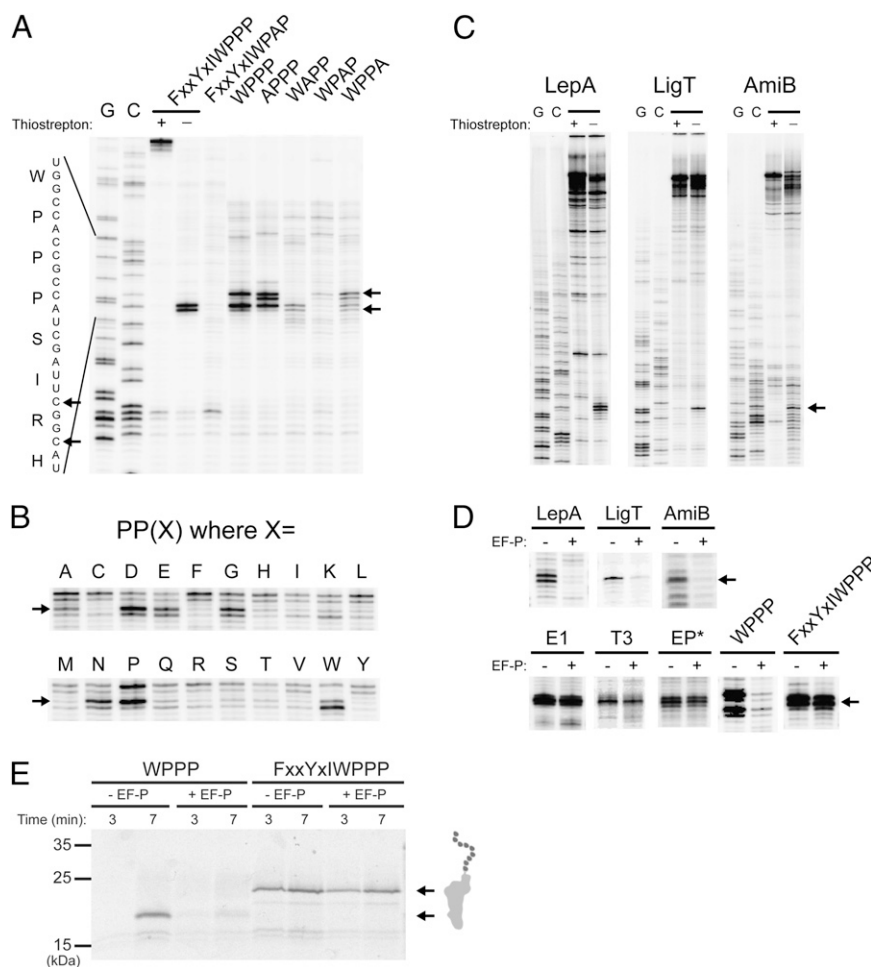 A
FxxYxIWPPP
FxxYxIWPAP
WPPP
APPP
WAPP
WPAP
WPPA
G C
Thiostrepton: + –
W
P
P
P
S
I
R
H
UGGCCACCGCCAUCGAUUCGGCAU
B
PP(X) where X=
A C D E F G H I K L
M N P Q R S T V W Y
C
LepA LigT AmiB
G C G C G C
Thiostrepton: + – + – + –
D
LepA LigT AmiB
EF-P: - + - + - +
E1 T3 EP* WPPP FxxYxIWPPP
EF-P: - + - + - + - + - +
E
WPPP FxxYxIWPPP
- EF-P + EF-P - EF-P + EF-P
Time (min): 3 7 3 7 3 7 3 7
35
25
15
(kDa)